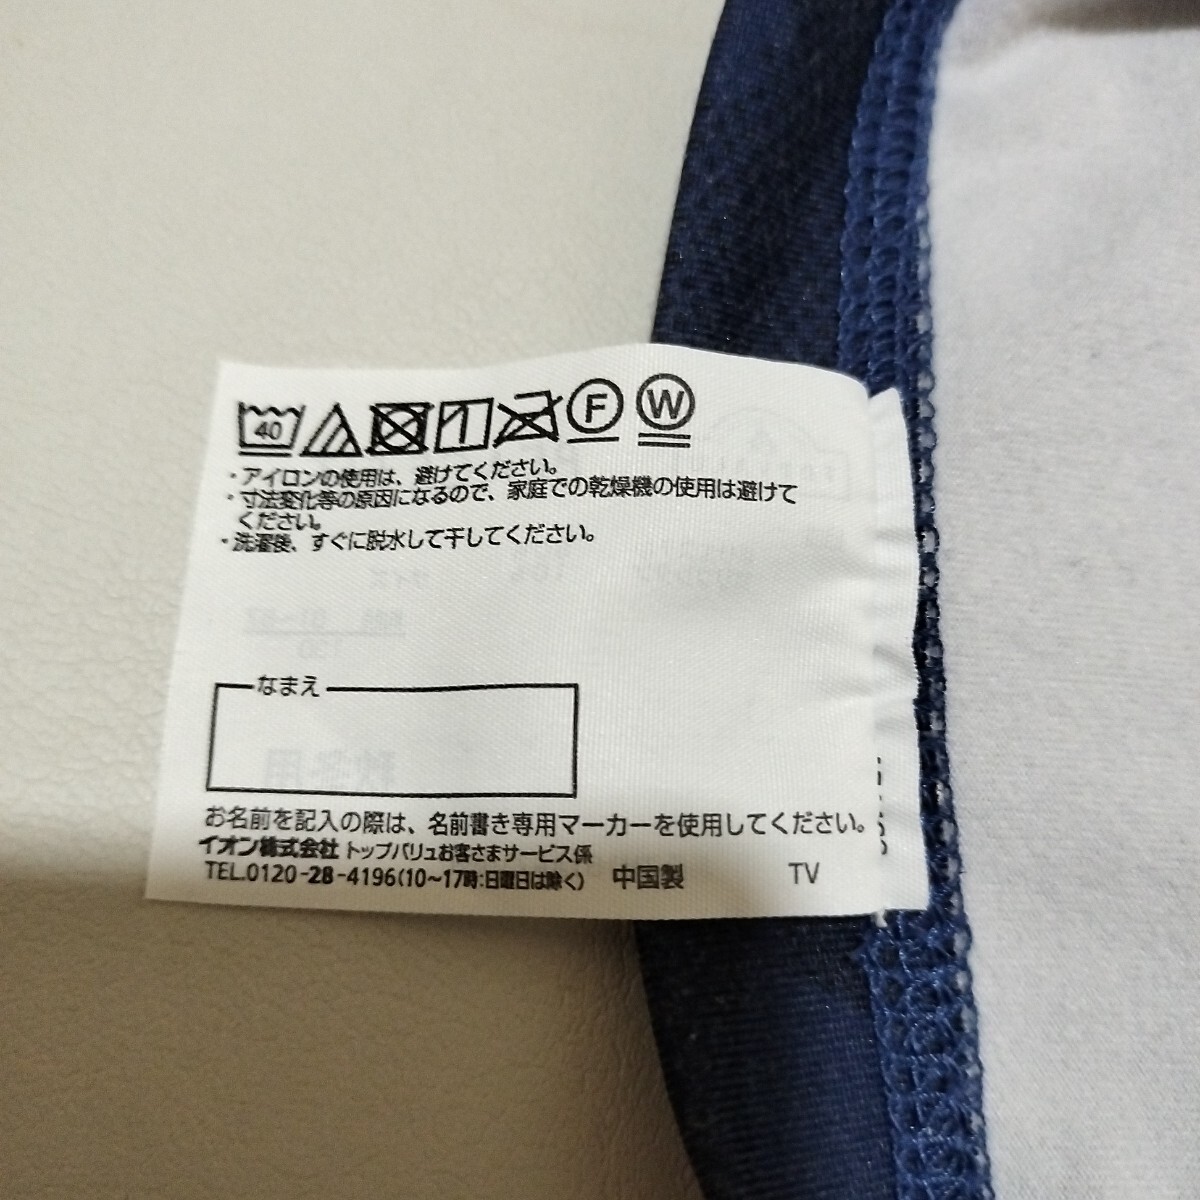 40 F W
・アイロンの使用は、避けてください。
・寸法変化等の原因になるので、家庭での乾燥機の使用は避けて
ください。
・洗濯後、すぐに脱水して干してください。
なまえ
お名前を記入の際は、名前書き専用マーカーを使用してください。
イオン株式会社 トップバリュお客さまサービス係
TEL.0120-28-4196(10~17時:日曜日は除く) 中国製 TV